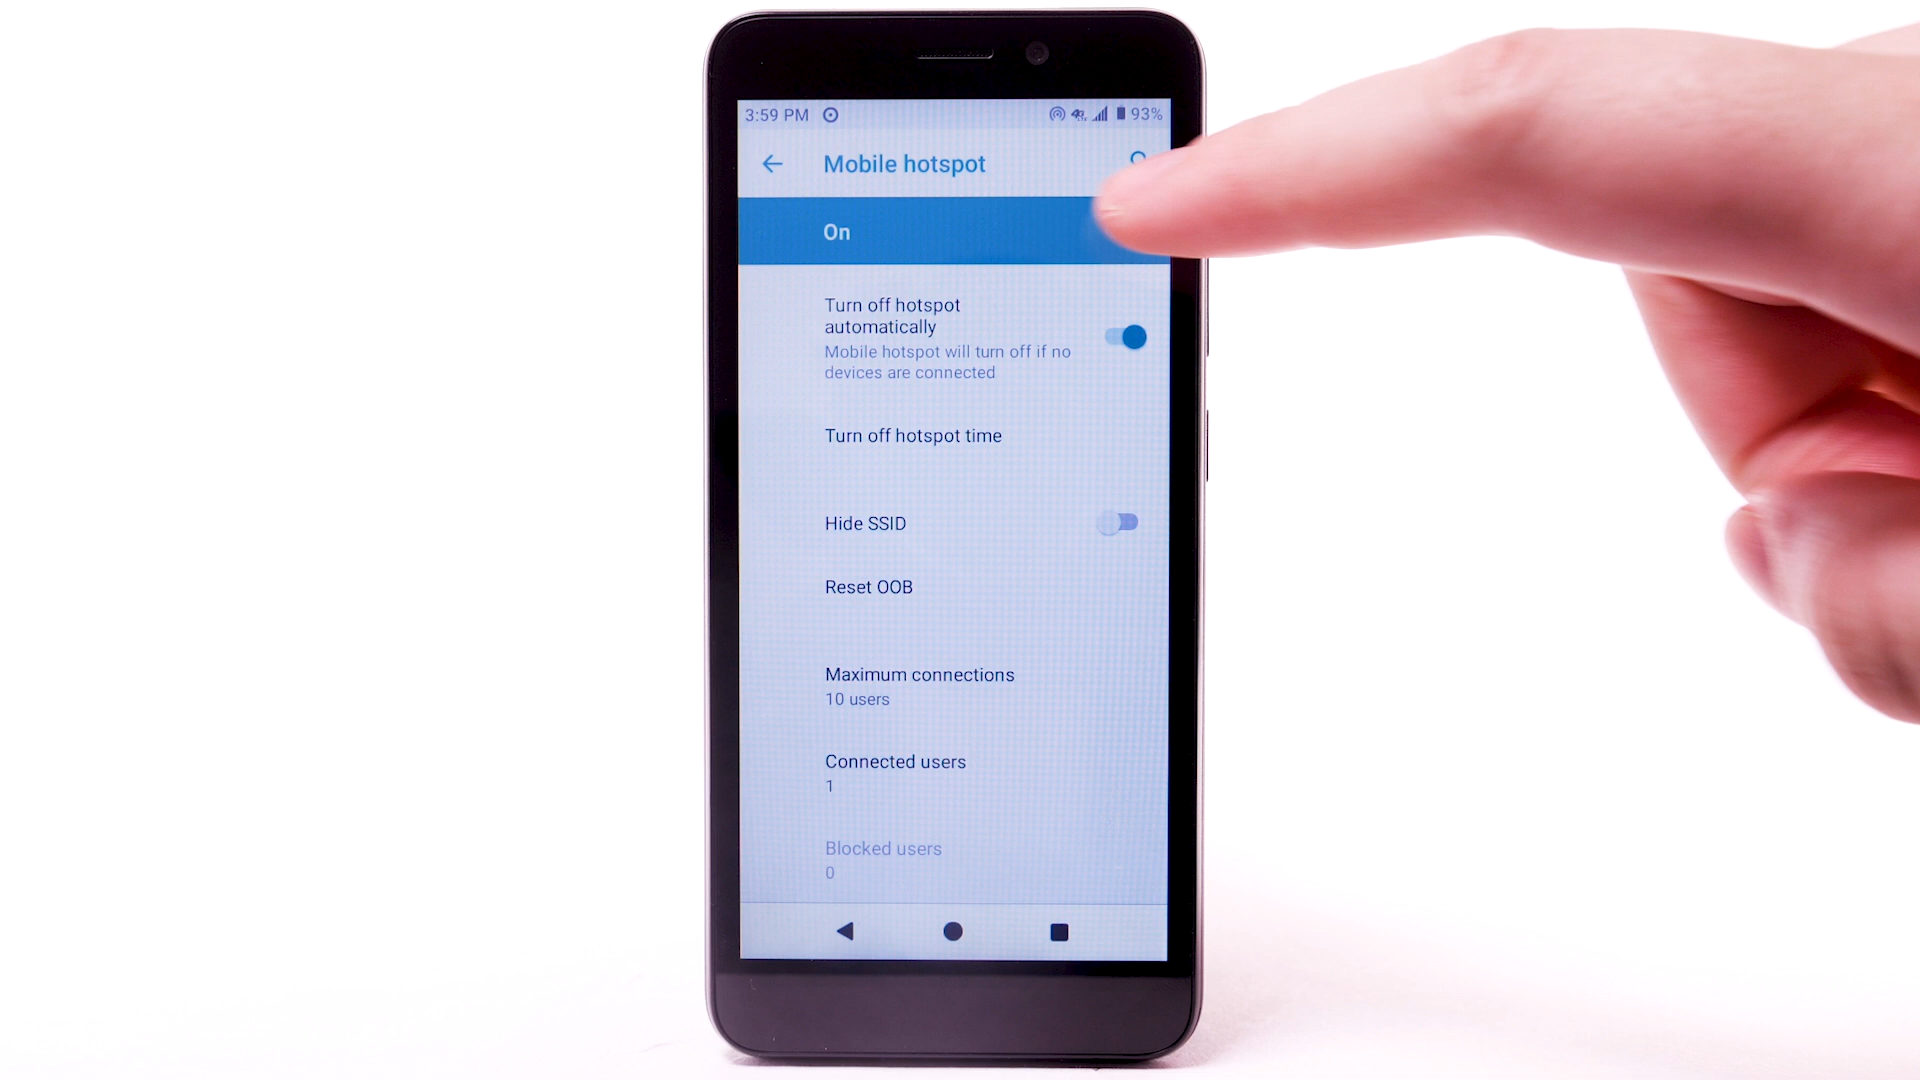 3:59 PM 93%
Mobile hotspot
On
Turn off hotspot
automatically
Mobile hotspot will turn off if no
devices are connected
Turn off hotspot time
Hide SSID
Reset OOB
Maximum connections
10 users
Connected users
1
Blocked users
0